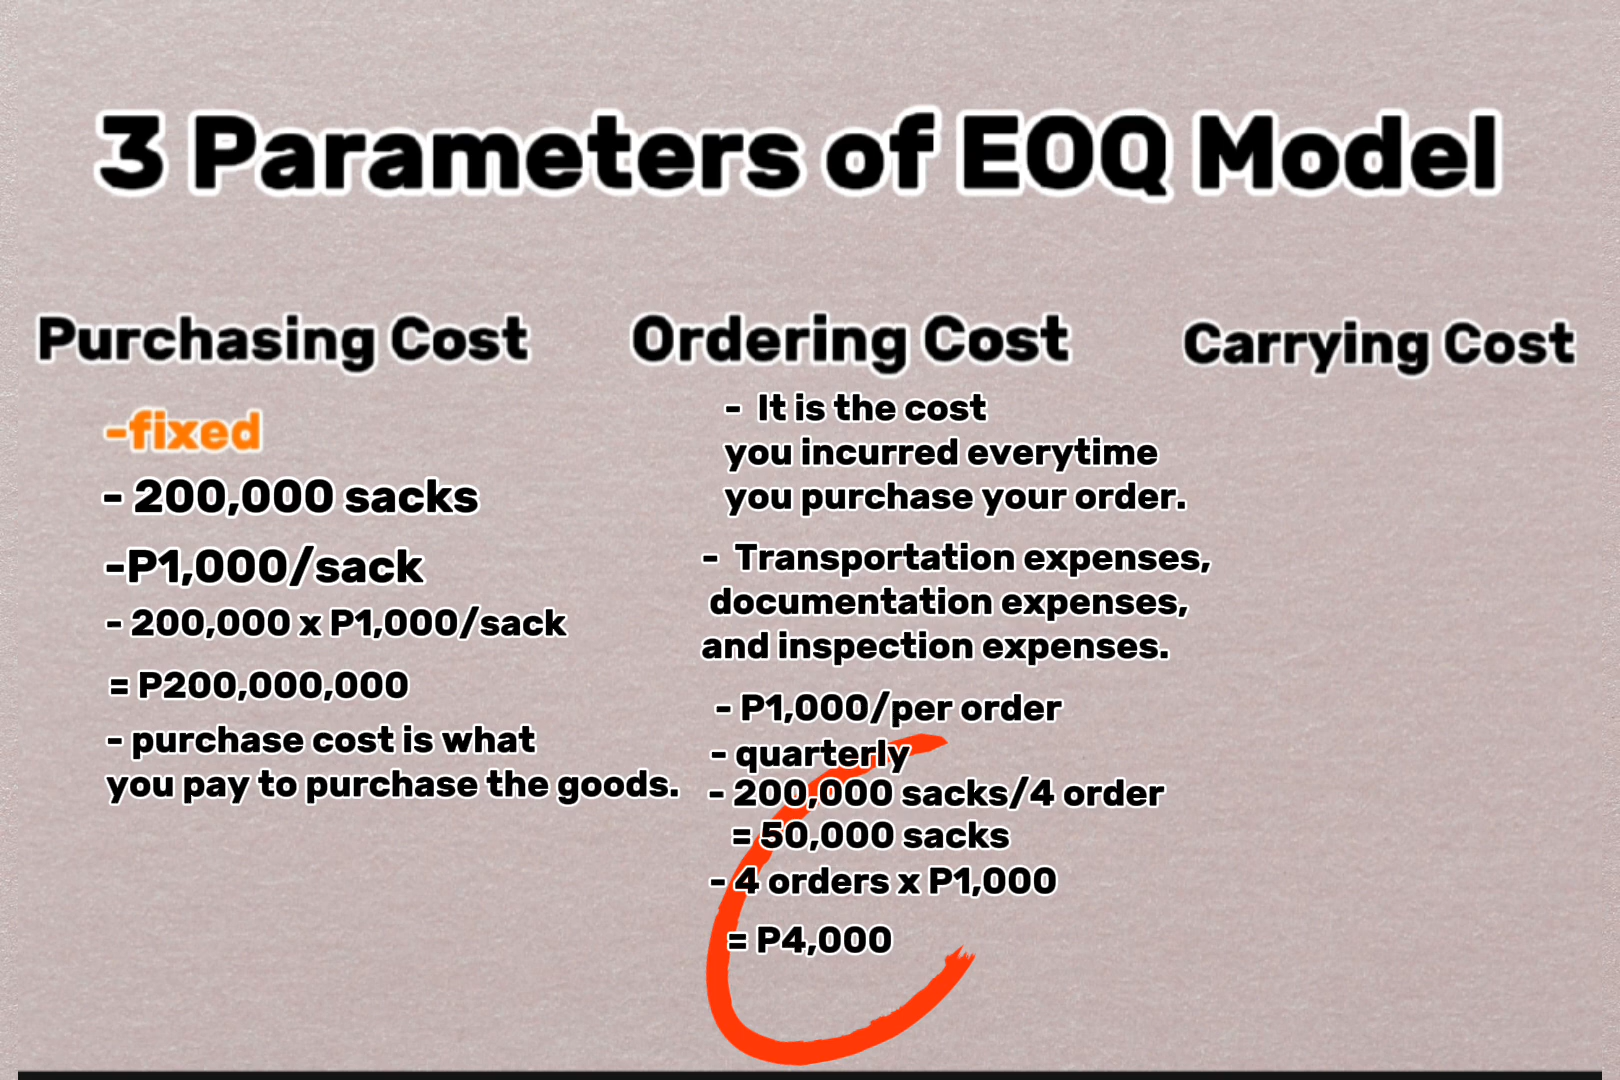 3 Parameters of EOQ Model
Purchasing Cost
-fixed
- 200,000 sacks
-P1,000/sack
- 200,000 x P1,000/sack
= P200,000,000
- purchase cost is what
you pay to purchase the goods.
Ordering Cost
- It is the cost
you incurred everytime
you purchase your order.
- Transportation expenses,
documentation expenses,
and inspection expenses.
- P1,000/per order
- quarterly
- 200,000 sacks/4 order
= 50,000 sacks
- 4 orders x P1,000
= P4,000
Carrying Cost